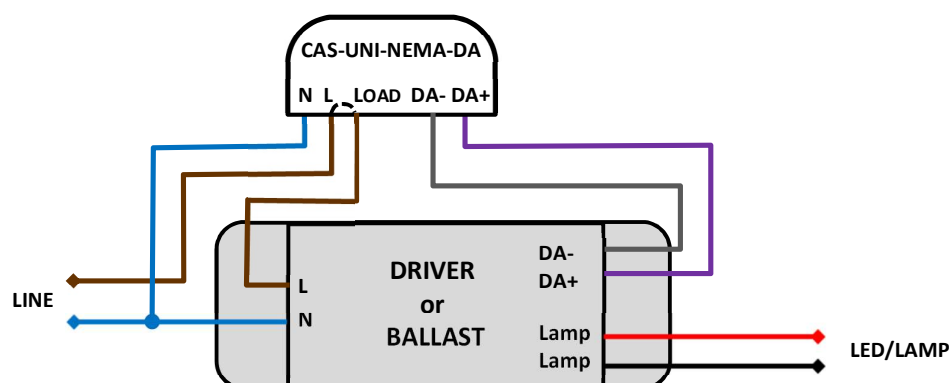 CAS-UNI-NEMA-DA
N L LOAD DA- DA+
DRIVER
or
BALLAST
L
N
DA-
DA+
Lamp
Lamp
LINE
LED/LAMP